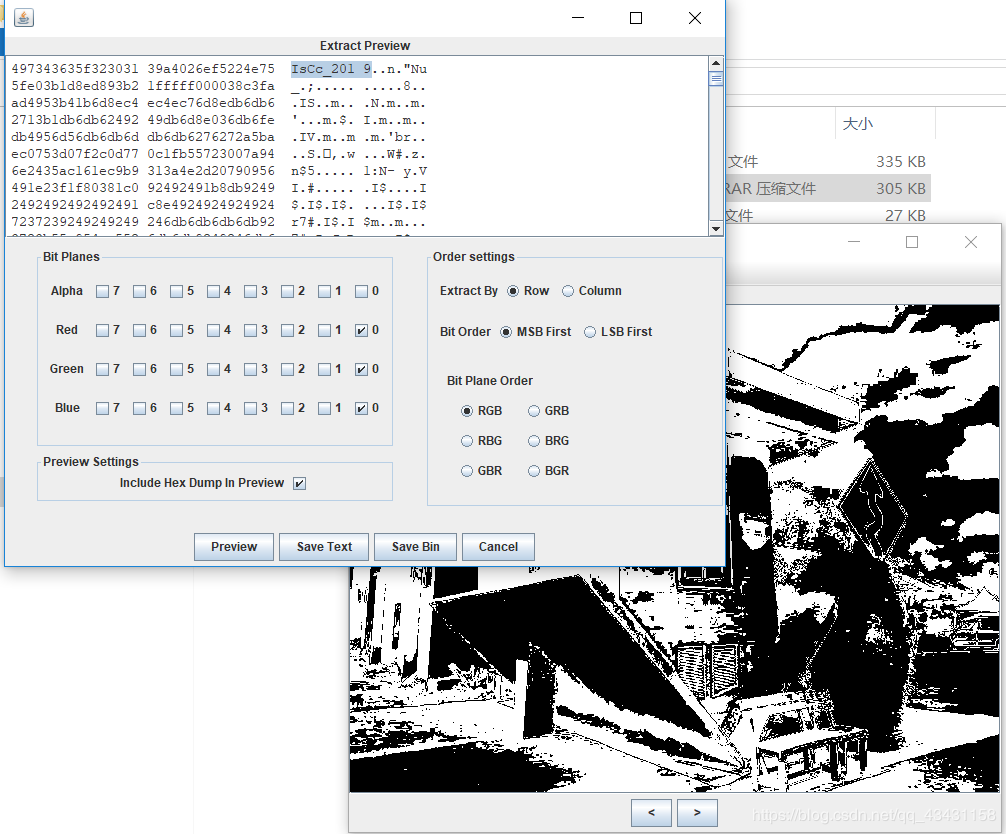 Extract Preview
497343635f323031 39a4026ef5224e75 IsCc_201 9..n."Nu
5fe03b1d8ed893b2 1fffff000038c3fa _.;..... .....8..
ad4953b41b6d8ec4 ec4ec76d8edb6db6 .IS..m.. .N.m..m.
2713b1db6db62492 49db6d8e036db6fe '...m.$. I.m..m..
db4956d56db6db6d db6db6276272a5ba .IV.m..m .m.'br..
ec0753d07f2c0d77 0c1fb55723007a94 ..S.,.w ...W#.z.
6e2435ac161ec9b9 313a4e2d20790956 n$5..... 1:N- y.V
491e23f1f80381c0 92492491b8db9249 I.#..... .I$....I
2492492492492491 c8e4924924924924 $.I$.I$. ...I$.I$
7237239249249249 246db6db6db6db92 r7#.I$.I $m..m...
Bit Planes
Alpha 7 6 5 4 3 2 1 0
Red 7 6 5 4 3 2 1 0
Green 7 6 5 4 3 2 1 0
Blue 7 6 5 4 3 2 1 0
Preview Settings
Include Hex Dump In Preview
Order settings
Extract By Row Column
Bit Order MSB First LSB First
Bit Plane Order
RGB GRB
RBG BRG
GBR BGR
Preview Save Text Save Bin Cancel
大小
文件 335 KB
RAR 压缩文件 305 KB
文件 27 KB
< >
https://blog.csdn.net/qq_43431158